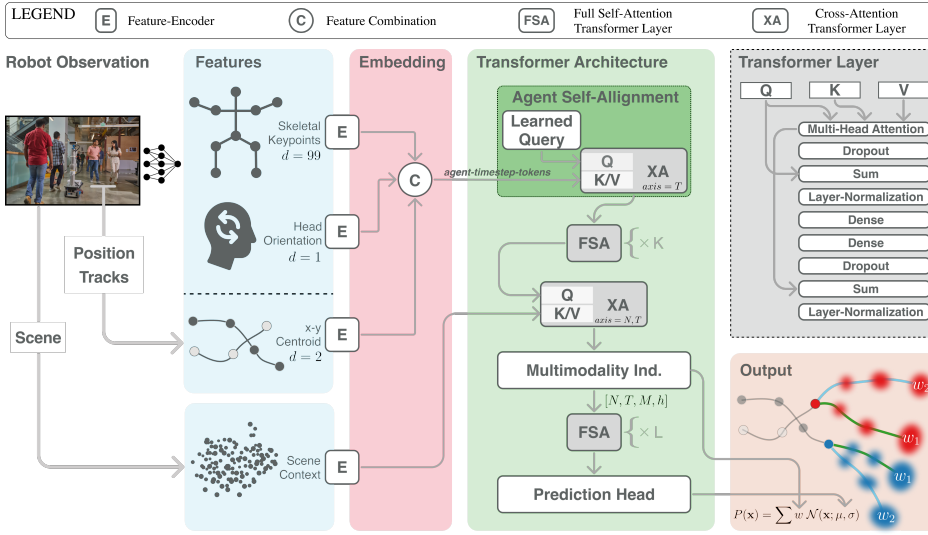 LEGEND
E
Feature-Encoder
C
Feature Combination
FSA
Full Self-Attention
Transformer Layer
XA
Cross-Attention
Transformer Layer
Robot Observation
Position
Tracks
Scene
Features
Skeletal
Keypoints
d = 99
Head
Orientation
d = 1
x-y
Centroid
d = 2
Scene
Context
Embedding
E
E
E
E
C
Transformer Architecture
Agent Self-Allignment
Learned
Query
agent-timestep-tokens
Q
K/V
XA
axis = T
FSA
{ × K
Q
K/V
XA
axis = N, T
Multimodality Ind.
[N, T, M, h]
FSA
{ × L
Prediction Head
Transformer Layer
Q
K
V
Multi-Head Attention
Dropout
Sum
Layer-Normalization
Dense
Dense
Dropout
Sum
Layer-Normalization
Output
w₂
w₁
w₁
w₂
P(x) = ∑ w N(x; μ, σ)